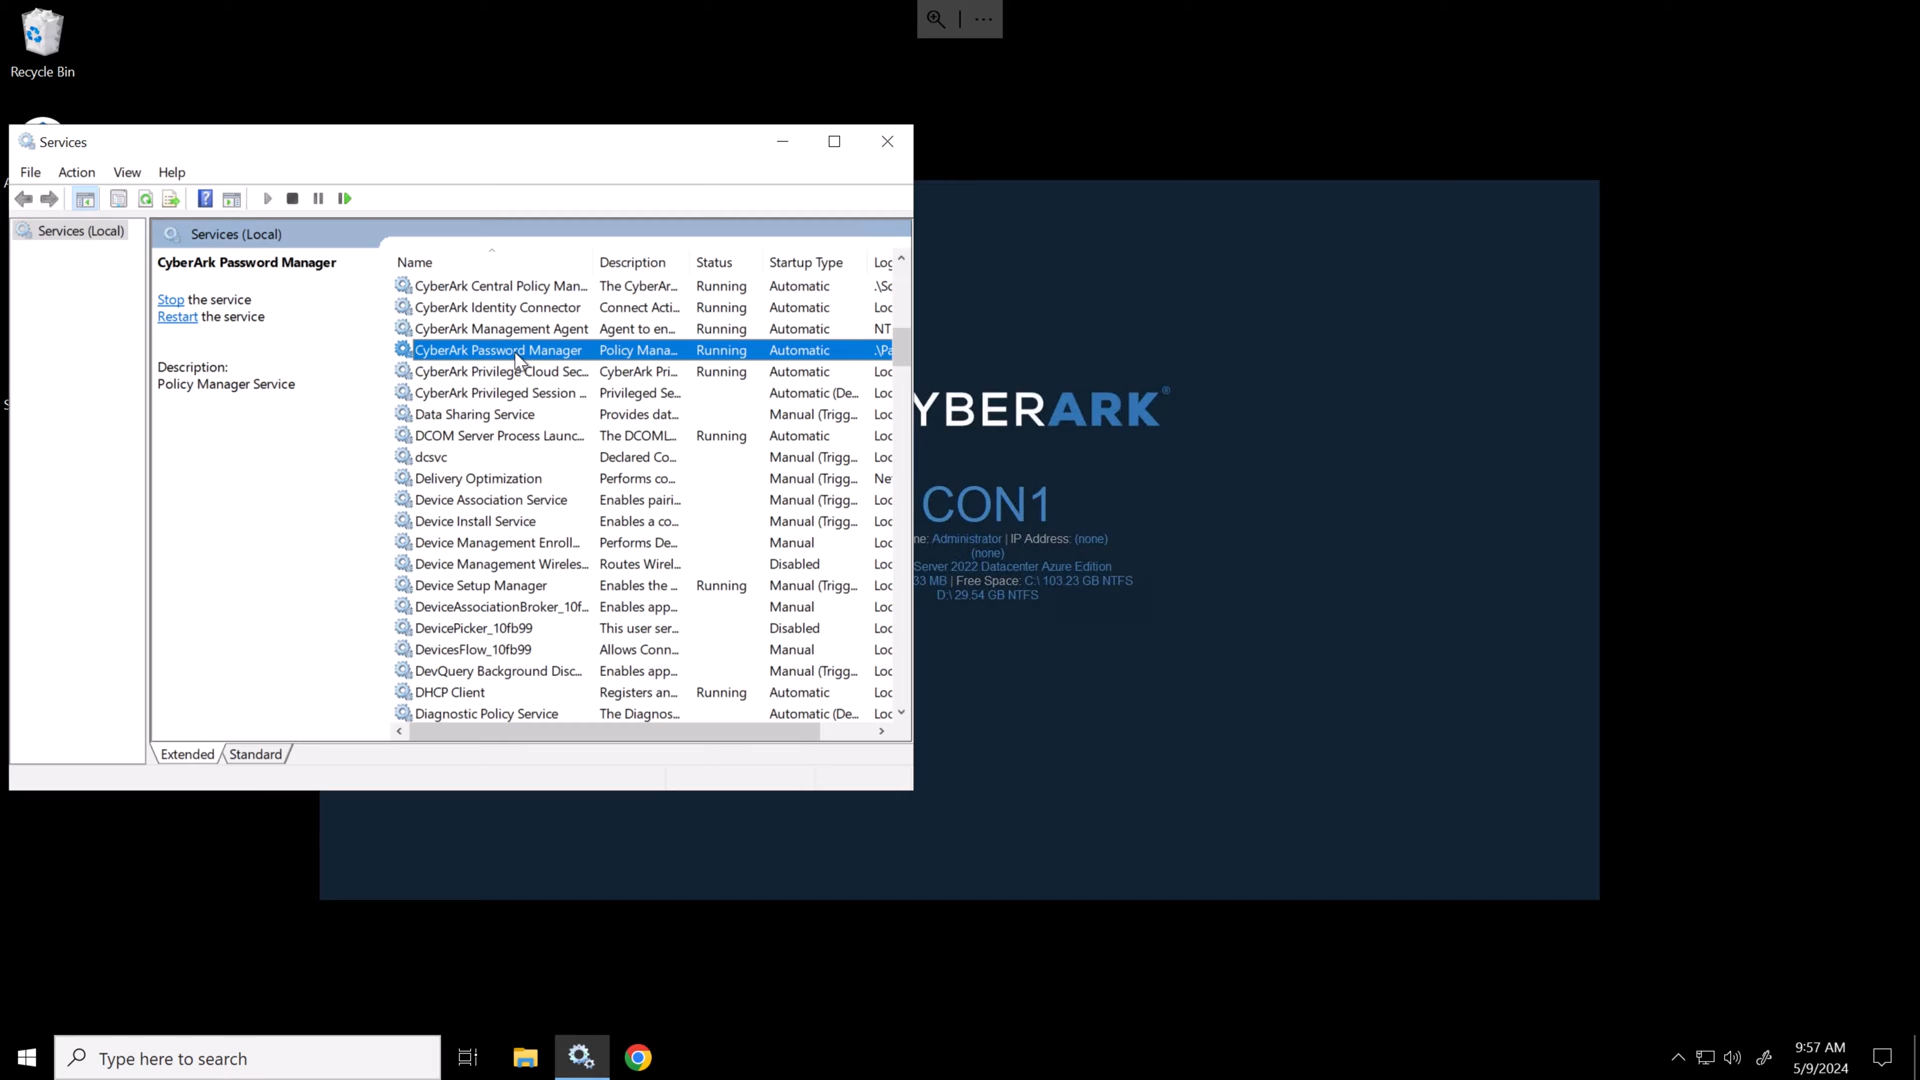 Recycle Bin
Services
File Action View Help
Services (Local)
Services (Local)
CyberArk Password Manager
Stop the service
Restart the service
Description:
Policy Manager Service
Name Description Status Startup Type Log
CyberArk Central Policy Man... The CyberAr... Running Automatic .\Sc
CyberArk Identity Connector Connect Acti... Running Automatic Loc
CyberArk Management Agent Agent to en... Running Automatic NT
CyberArk Password Manager Policy Mana... Running Automatic .\Pa
CyberArk Privilege Cloud Sec... CyberArk Pri... Running Automatic Loc
CyberArk Privileged Session ... Privileged Se... Automatic (De... Loc
Data Sharing Service Provides dat... Manual (Trigg... Loc
DCOM Server Process Launc... The DCOML... Running Automatic Loc
dcsvc Declared Co... Manual (Trigg... Loc
Delivery Optimization Performs co... Manual (Trigg... Ne
Device Association Service Enables pairi... Manual (Trigg... Loc
Device Install Service Enables a co... Manual (Trigg... Loc
Device Management Enroll... Performs De... Manual Loc
Device Management Wireles... Routes Wirel... Disabled Loc
Device Setup Manager Enables the ... Running Manual (Trigg... Loc
DeviceAssociationBroker_10f... Enables app... Manual Loc
DevicePicker_10fb99 This user ser... Disabled Loc
DevicesFlow_10fb99 Allows Conn... Manual Loc
DevQuery Background Disc... Enables app... Manual (Trigg... Loc
DHCP Client Registers an... Running Automatic Loc
Diagnostic Policy Service The Diagnos... Automatic (De... Loc
Extended Standard
YBERARK®
CON1
ne: Administrator | IP Address: (none)
(none)
Server 2022 Datacenter Azure Edition
33 MB | Free Space: C:\ 103.23 GB NTFS
D:\ 29.54 GB NTFS
Type here to search
9:57 AM
5/9/2024